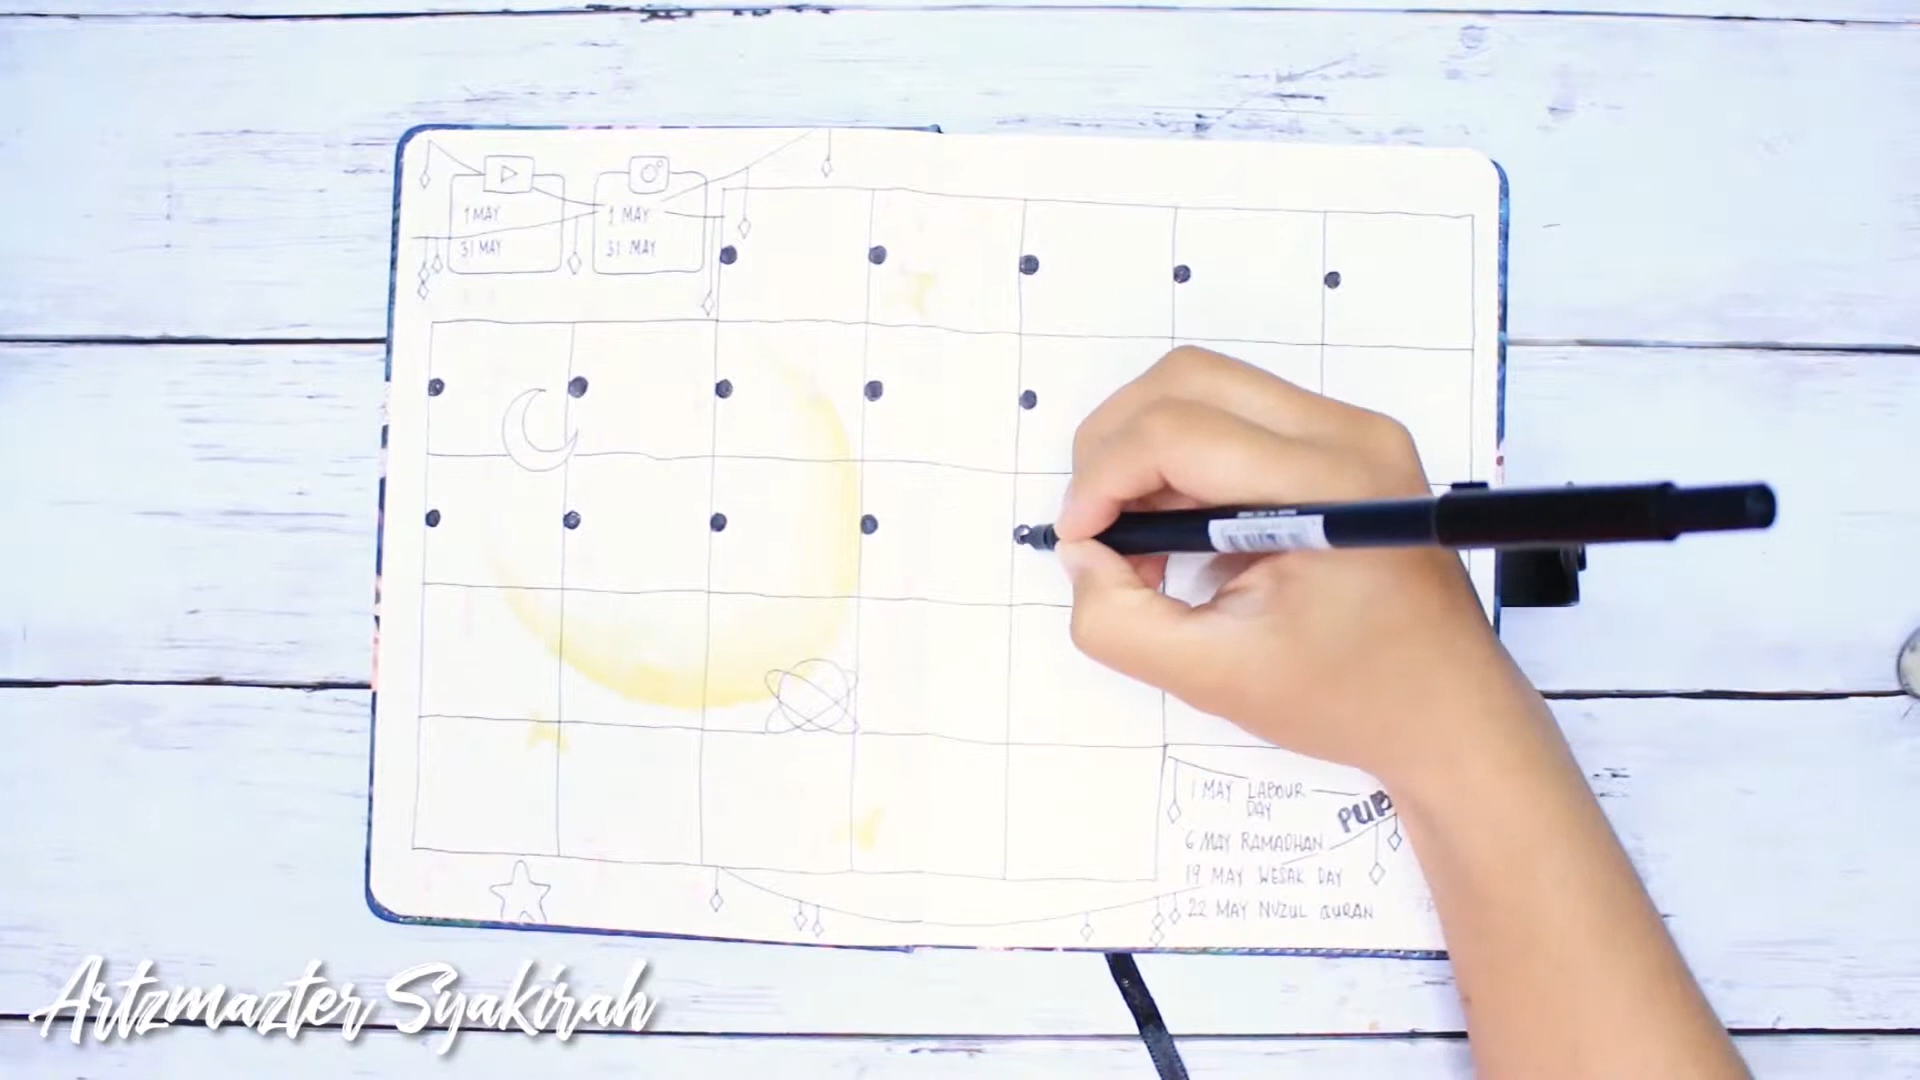 1 MAY
31 MAY
1 MAY
31 MAY
1 MAY LABOUR
DAY
PUB
6 MAY RAMADHAN
19 MAY WESAK DAY
22 MAY NUZUL QURAN
Artzmazter Syakirah